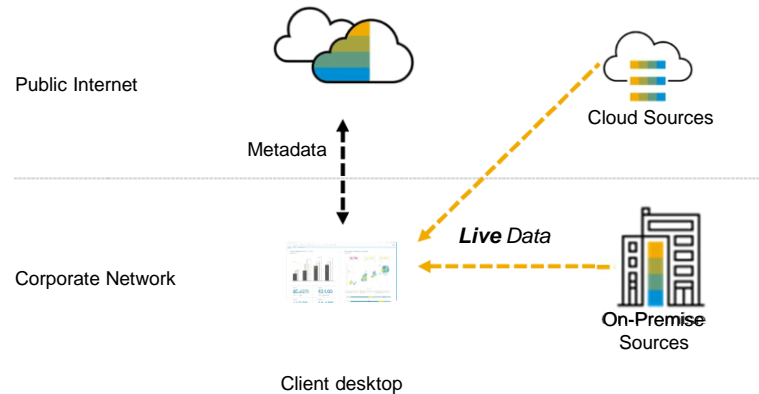 Public Internet
Cloud Sources
Metadata
Live Data
Corporate Network
On-Premise
Sources
Client desktop